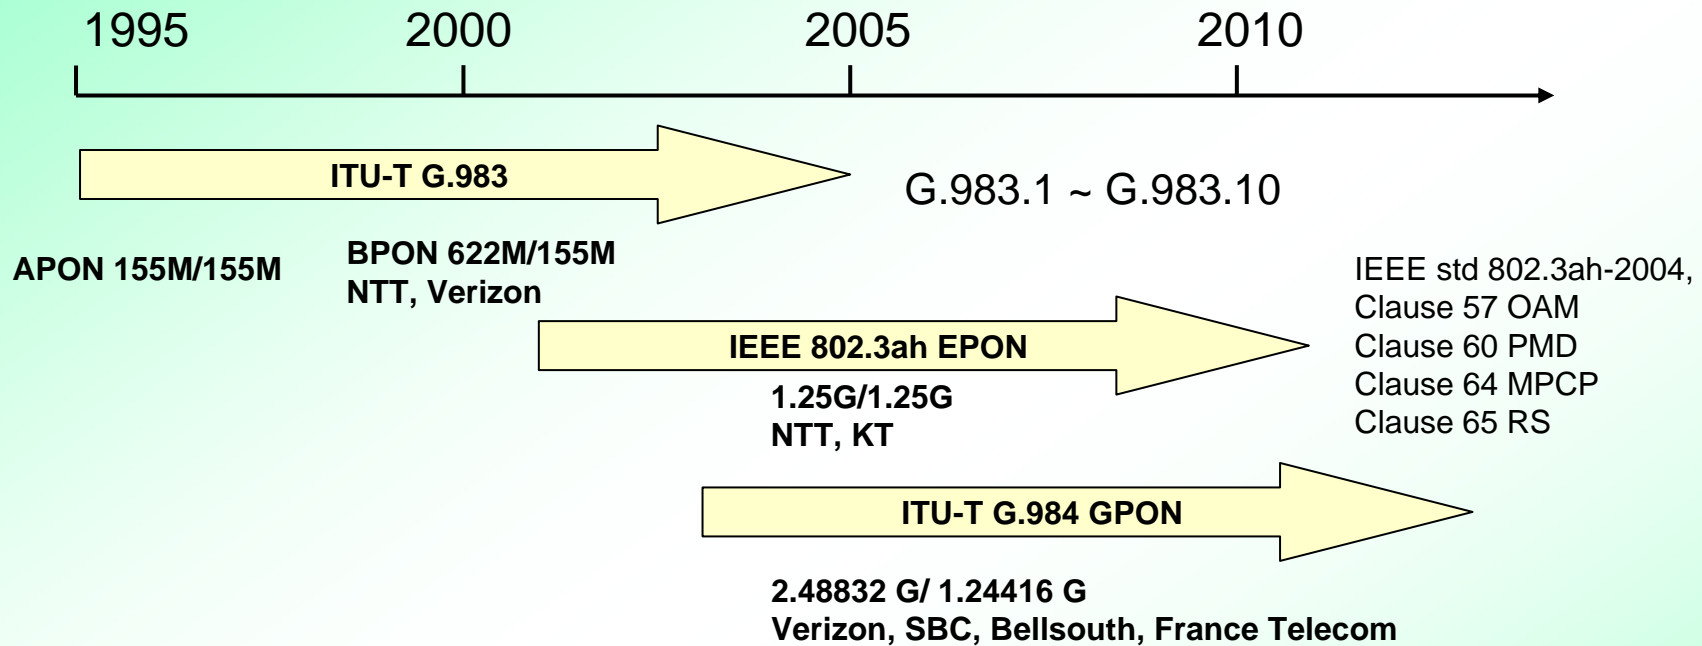 1995 2000 2005 2010
ITU-T G.983
G.983.1 ~ G.983.10
APON 155M/155M
BPON 622M/155M
NTT, Verizon
IEEE 802.3ah EPON
1.25G/1.25G
NTT, KT
IEEE std 802.3ah-2004,
Clause 57 OAM
Clause 60 PMD
Clause 64 MPCP
Clause 65 RS
ITU-T G.984 GPON
2.48832 G/ 1.24416 G
Verizon, SBC, Bellsouth, France Telecom